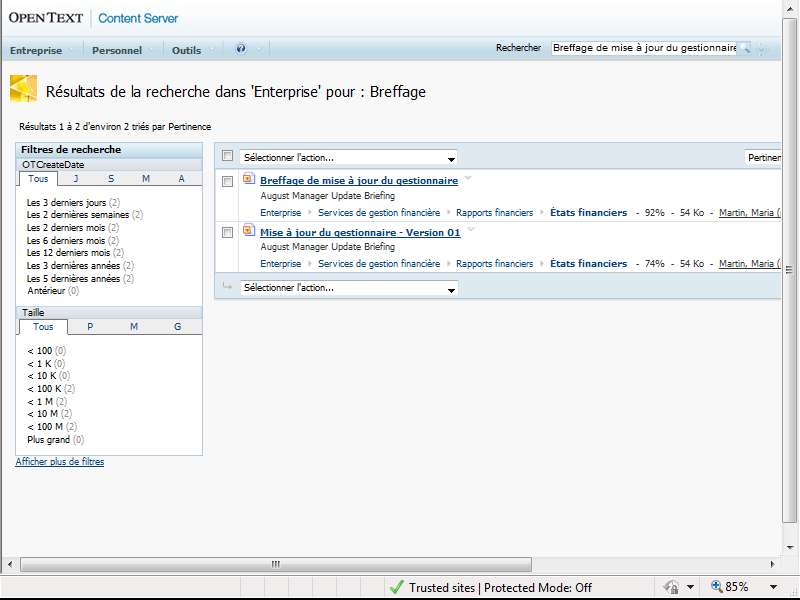 OPENTEXT Content Server
Entreprise Personnel Outils
Rechercher Breffage de mise à jour du gestionnaire
Résultats de la recherche dans 'Enterprise' pour : Breffage
Résultats 1 à 2 d'environ 2 triés par Pertinence
Filtres de recherche
OTCreateDate
Tous J S M A
Les 3 derniers jours (2)
Les 2 dernières semaines (2)
Les 2 derniers mois (2)
Les 6 derniers mois (2)
Les 12 derniers mois (2)
Les 3 dernières années (2)
Les 5 dernières années (2)
Antérieur (0)
Taille
Tous P M G
< 100 (0)
< 1 K (0)
< 10 K (0)
< 100 K (2)
< 1 M (2)
< 10 M (2)
< 100 M (2)
Plus grand (0)
Afficher plus de filtres
Sélectionner l'action... Pertinen
Breffage de mise à jour du gestionnaire
August Manager Update Briefing
Enterprise Services de gestion financière Rapports financiers États financiers - 92% - 54 Ko - Martin, Maria (
Mise à jour du gestionnaire - Version 01
August Manager Update Briefing
Enterprise Services de gestion financière Rapports financiers États financiers - 74% - 54 Ko - Martin, Maria (
Sélectionner l'action...
Trusted sites | Protected Mode: Off 85%